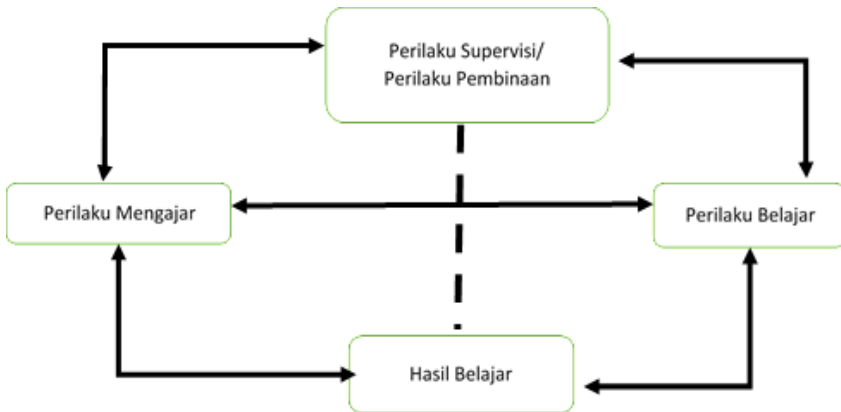 Perilaku Supervisi/
Perilaku Pembinaan
Perilaku Mengajar
Perilaku Belajar
Hasil Belajar